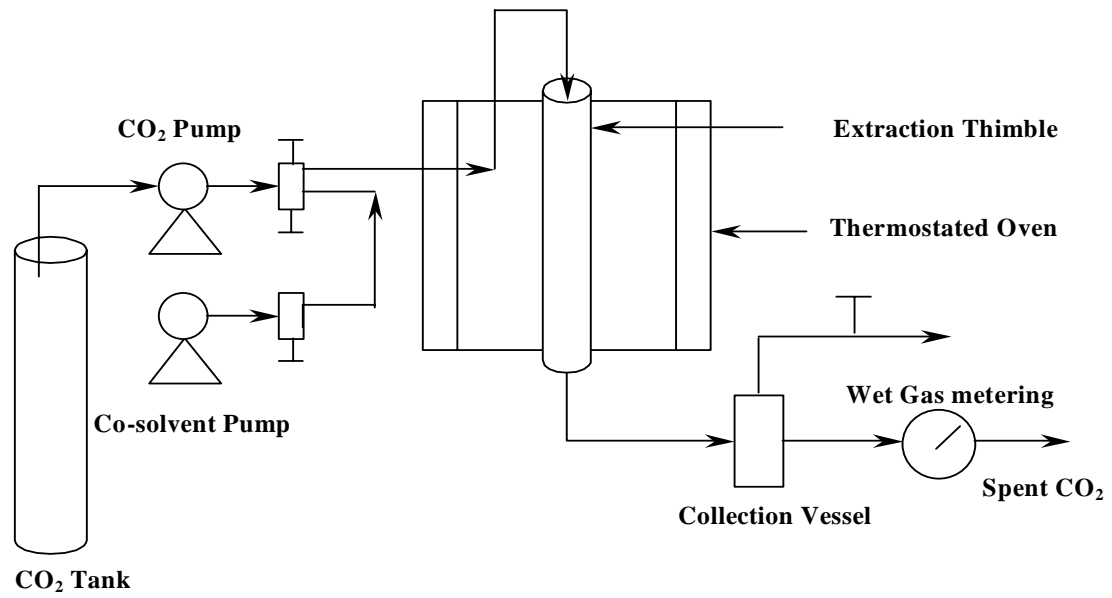 CO₂ Pump
Extraction Thimble
Thermostated Oven
Wet Gas metering
Co-solvent Pump
Spent CO₂
Collection Vessel
CO₂ Tank